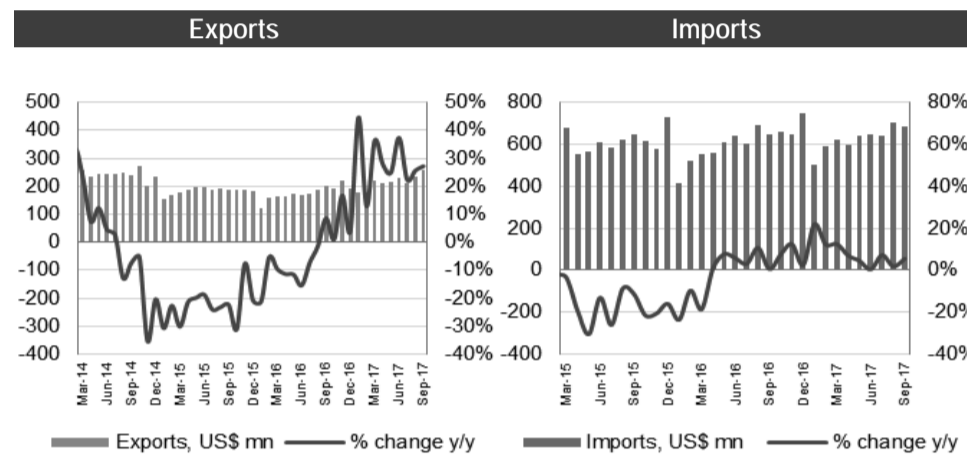 Exports
500
400
300
200
100
0
-100
-200
-300
-400
50%
40%
30%
20%
10%
0%
-10%
-20%
-30%
-40%
Mar-14
Jun-14
Sep-14
Dec-14
Mar-15
Jun-15
Sep-15
Dec-15
Mar-16
Jun-16
Sep-16
Dec-16
Mar-17
Jun-17
Sep-17
Exports, US$ mn
% change y/y
Imports
800
600
400
200
0
-200
-400
80%
60%
40%
20%
0%
-20%
-40%
Mar-15
Jun-15
Sep-15
Dec-15
Mar-16
Jun-16
Sep-16
Dec-16
Mar-17
Jun-17
Sep-17
Imports, US$ mn
% change y/y